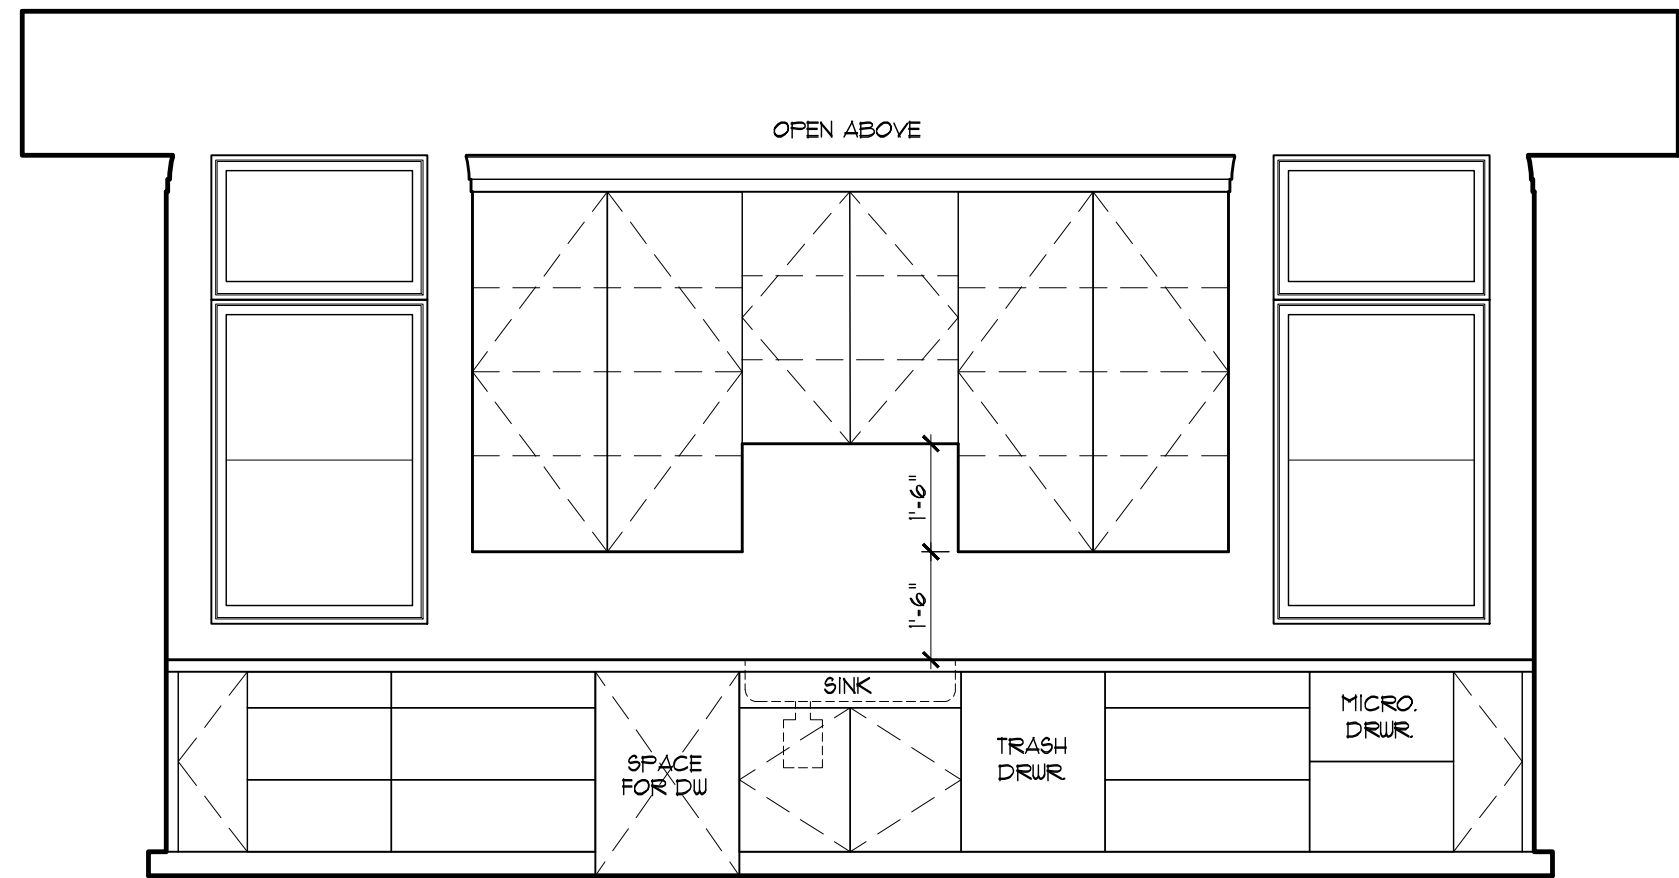 OPEN ABOVE
1'-6"
1'-6"
SINK
MICRO.
DRWR.
TRASH
DRWR.
SPACE
FOR DW